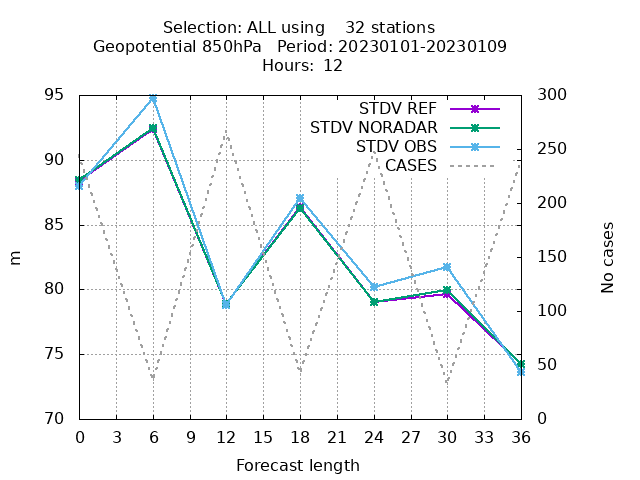 Selection: ALL using    32 stations
Geopotential 850hPa   Period: 20230101-20230109
Hours: 12
STDV REF
STDV NORADAR
STDV OBS
CASES
95
90
85
80
75
70
m
300
250
200
150
100
50
0
No cases
0 3 6 9 12 15 18 21 24 27 30 33 36
Forecast length